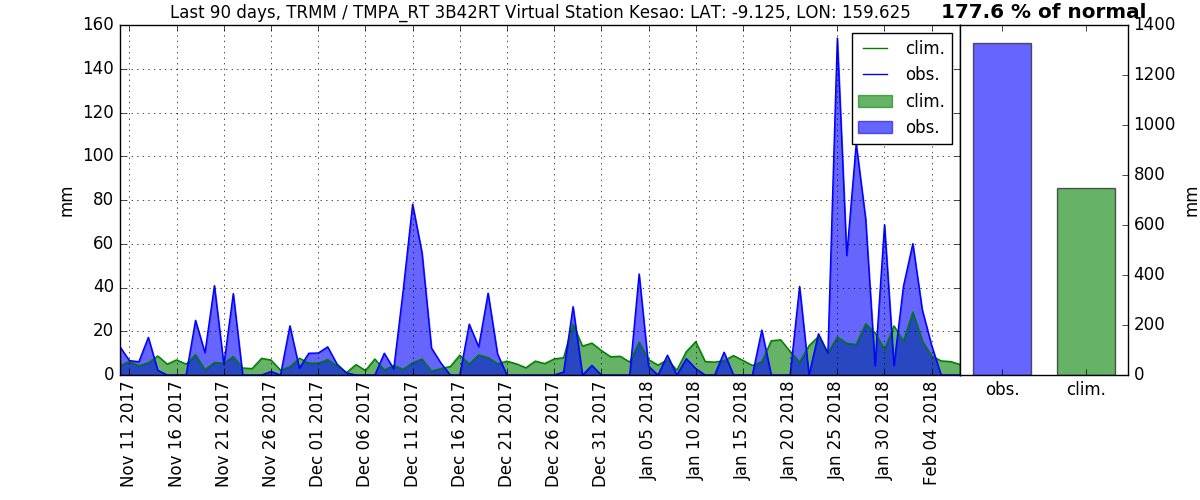 Last 90 days, TRMM / TMPA_RT 3B42RT Virtual Station Kesao: LAT: -9.125, LON: 159.625
177.6 % of normal
160
140
120
100
80
60
40
20
0
mm
clim.
obs.
clim.
obs.
1400
1200
1000
800
600
400
200
0
mm
Nov 11 2017
Nov 16 2017
Nov 21 2017
Nov 26 2017
Dec 01 2017
Dec 06 2017
Dec 11 2017
Dec 16 2017
Dec 21 2017
Dec 26 2017
Dec 31 2017
Jan 05 2018
Jan 10 2018
Jan 15 2018
Jan 20 2018
Jan 25 2018
Jan 30 2018
Feb 04 2018
obs.
clim.